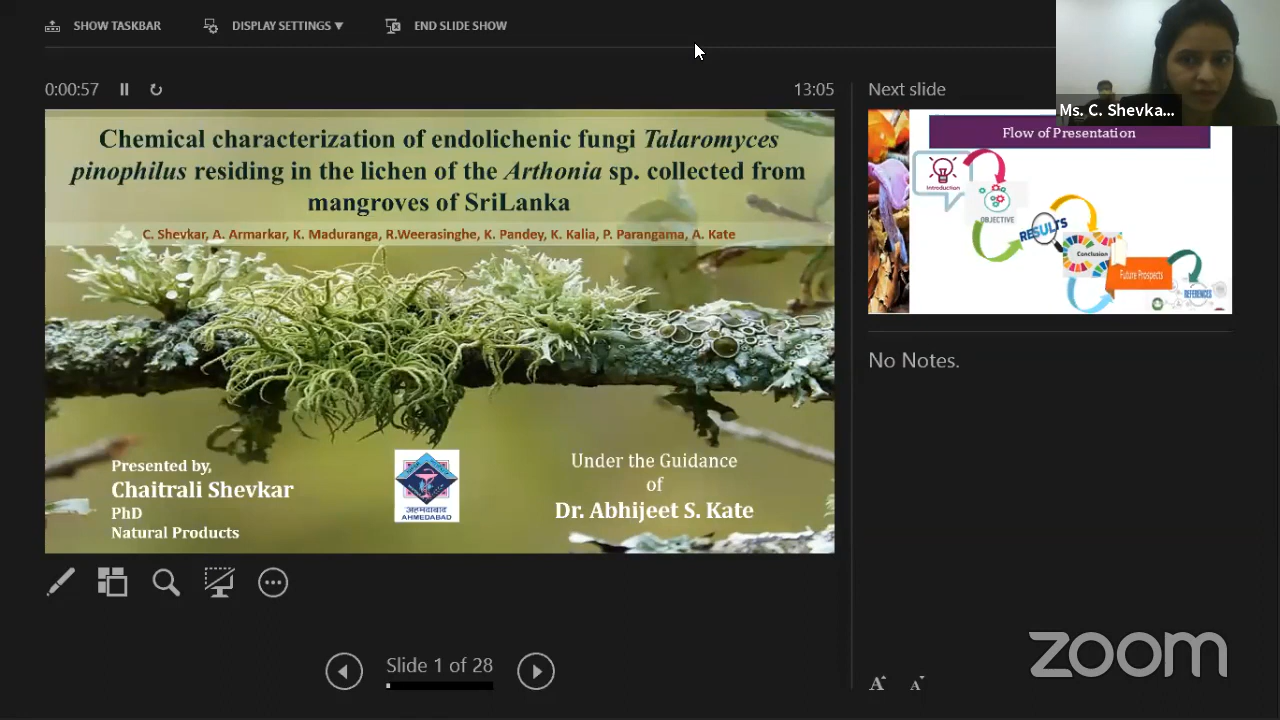 SHOW TASKBAR
DISPLAY SETTINGS ▼
END SLIDE SHOW
0:00:57
13:05
Next slide
Ms. C. Shevka...
Chemical characterization of endolichenic fungi Talaromyces
pinophilus residing in the lichen of the Arthonia sp. collected from
mangroves of SriLanka
C. Shevkar, A. Armarkar, K. Maduranga, R.Weerasinghe, K. Pandey, K. Kalia, P. Parangama, A. Kate
Presented by,
Chaitrali Shevkar
PhD
Natural Products
अहमदाबाद
AHMEDABAD
Under the Guidance
of
Dr. Abhijeet S. Kate
Flow of Presentation
Introduction
OBJECTIVE
RESULTS
Conclusion
Future Prospects
REFERENCES
No Notes.
Slide 1 of 28
A A
zoom